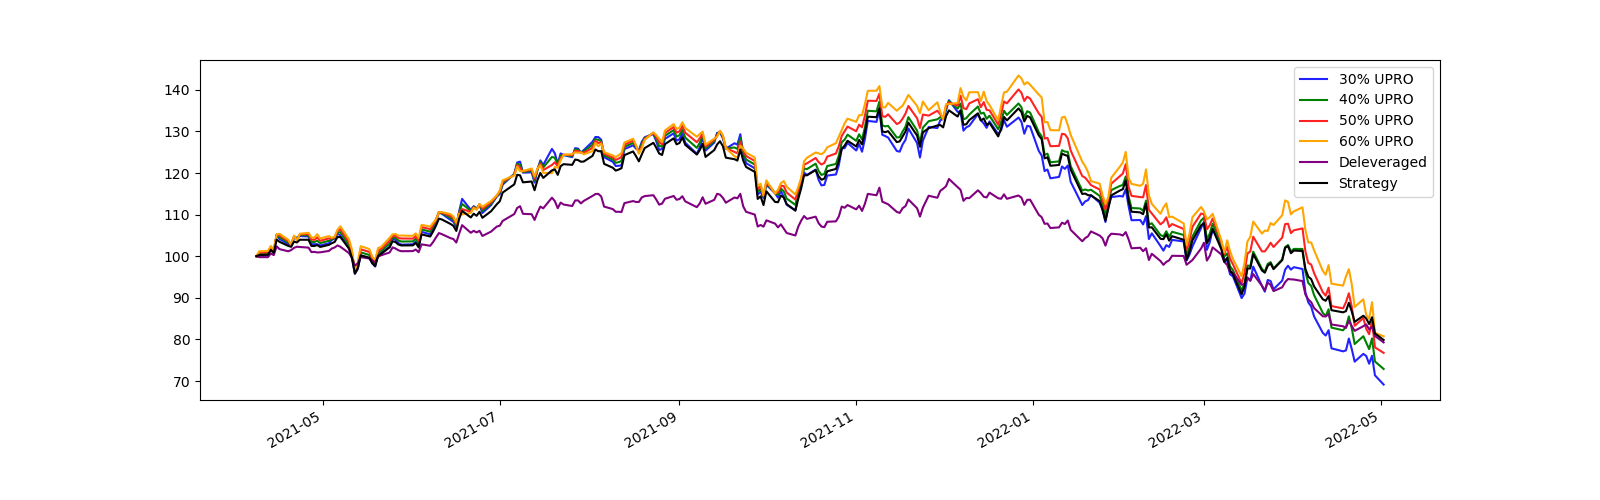 140
130
120
110
100
90
80
70
30% UPRO
40% UPRO
50% UPRO
60% UPRO
Deleveraged
Strategy
2021-05
2021-07
2021-09
2021-11
2022-01
2022-03
2022-05